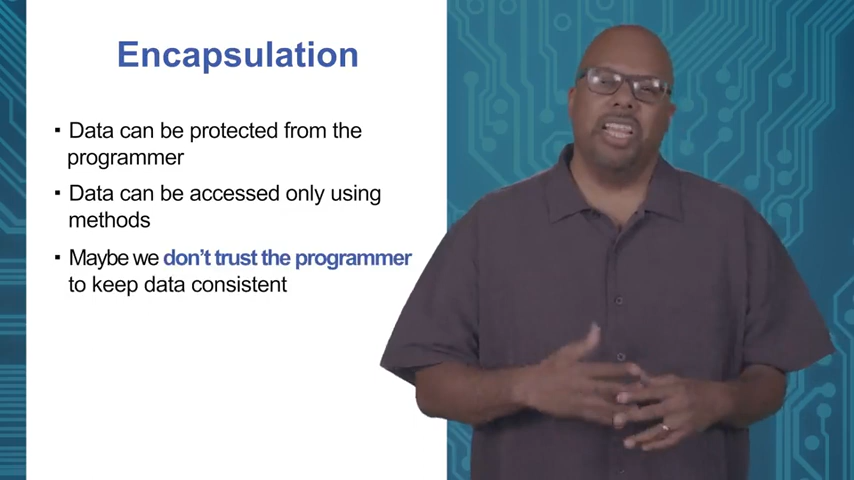 Encapsulation
▪ Data can be protected from the
programmer
▪ Data can be accessed only using
methods
▪ Maybe we don't trust the programmer
to keep data consistent